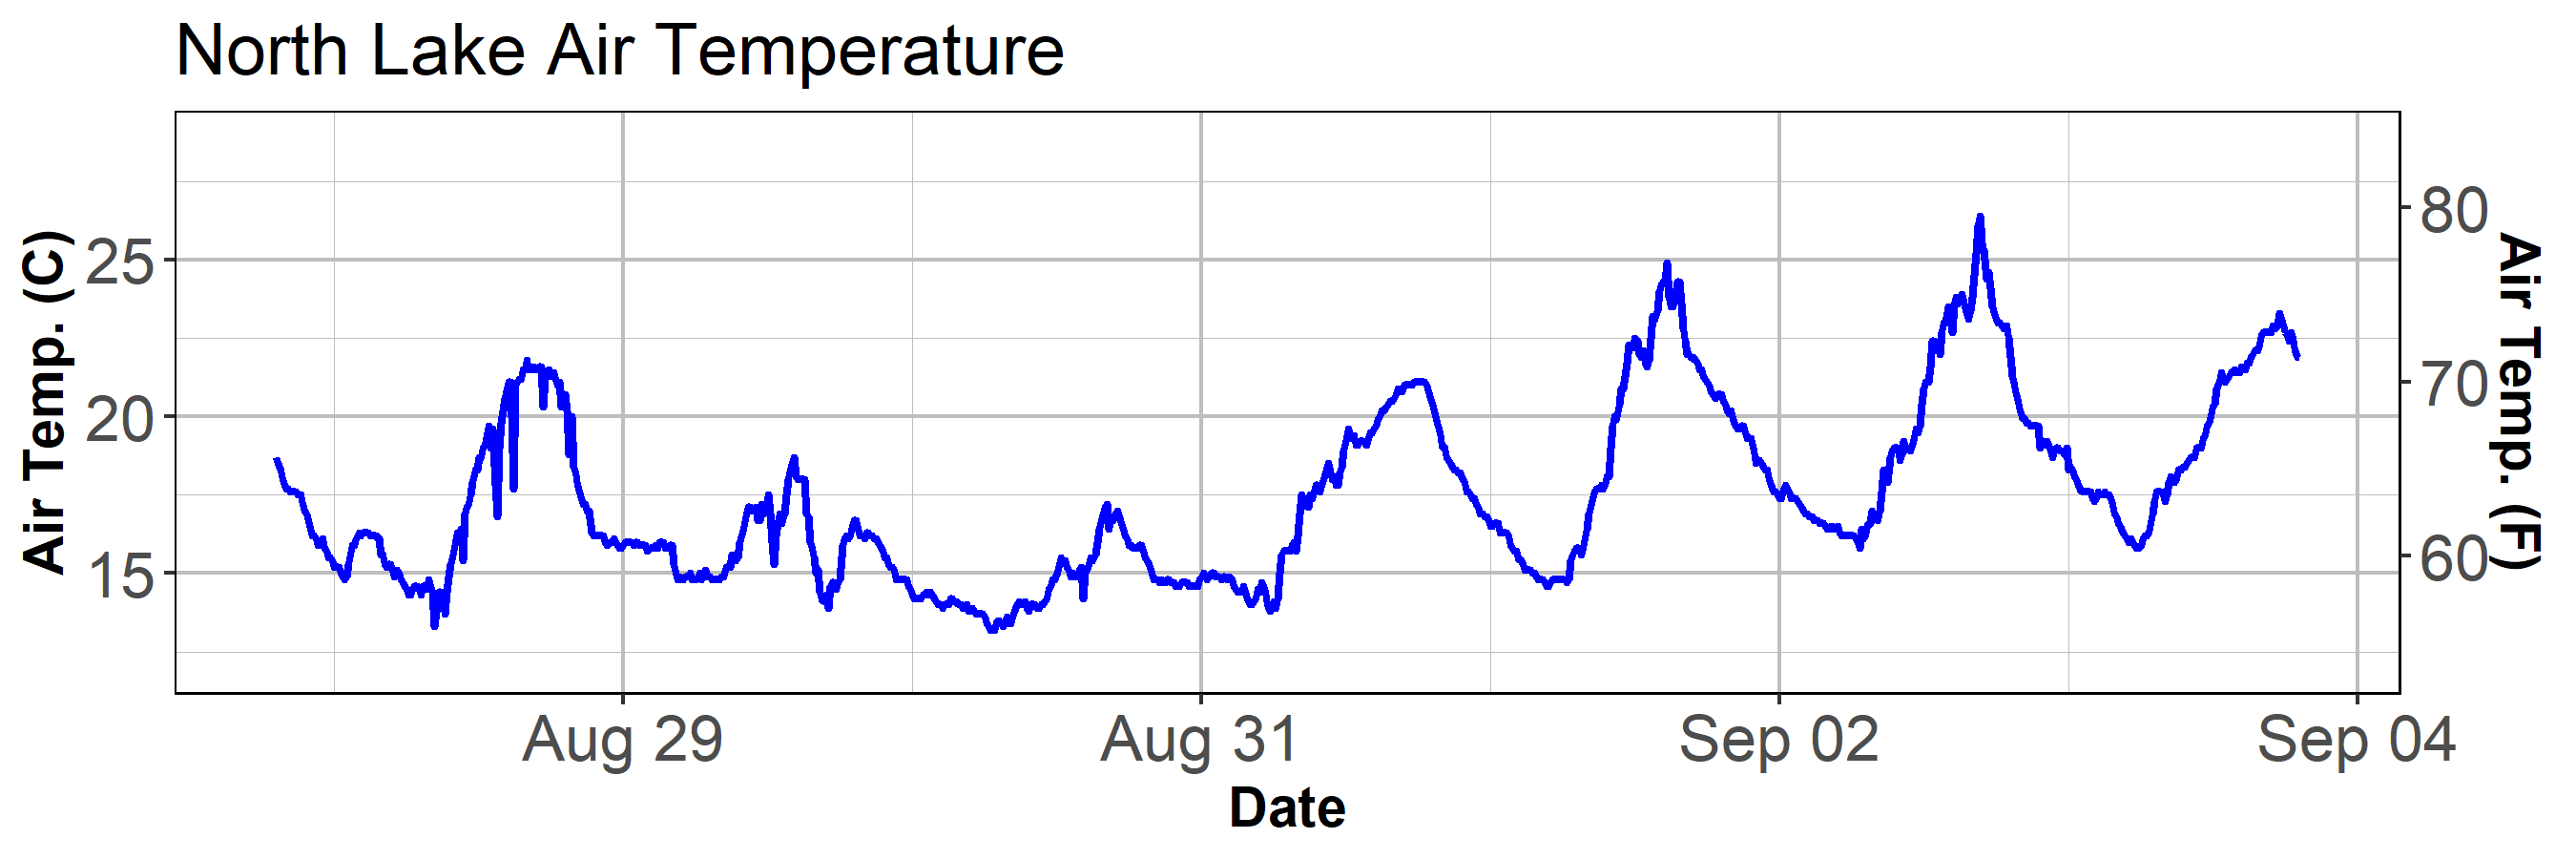 North Lake Air Temperature
Air Temp. (C)
25
20
15
80
70
60
Air Temp. (F)
Aug 29
Aug 31
Sep 02
Sep 04
Date